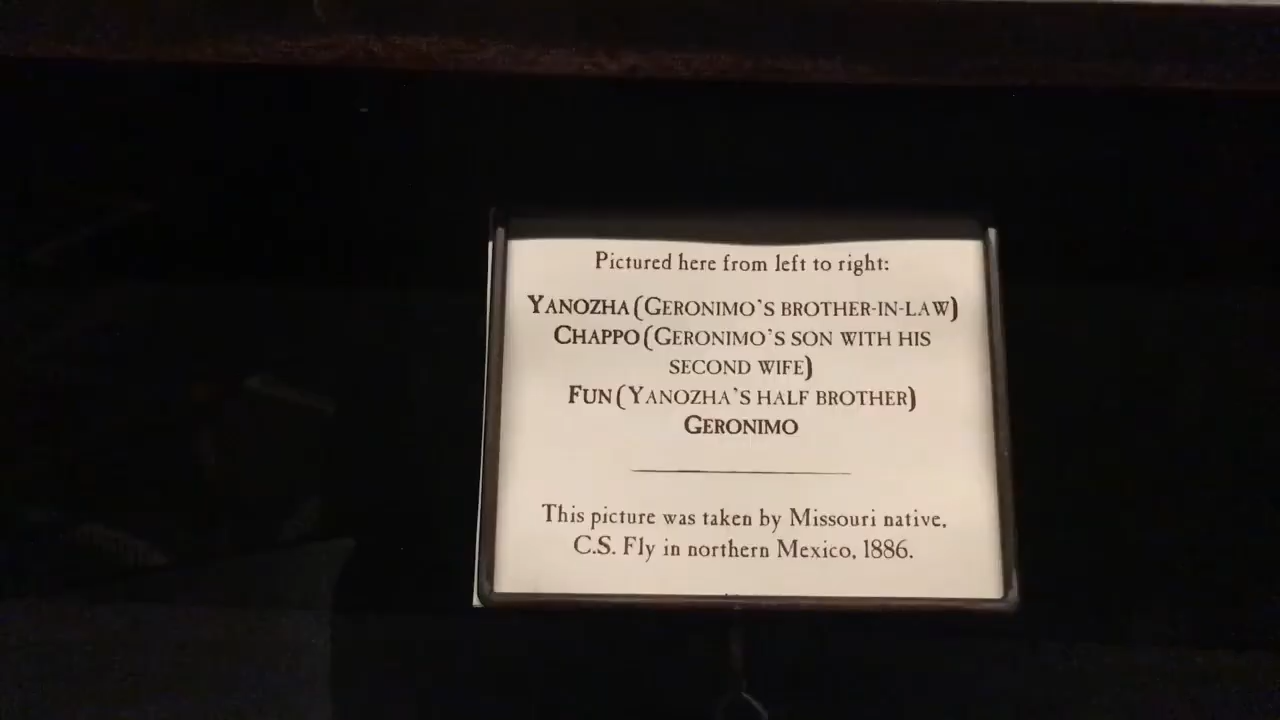 Pictured here from left to right:
YANOZHA (GERONIMO'S BROTHER-IN-LAW)
CHAPPO (GERONIMO'S SON WITH HIS
SECOND WIFE)
FUN (YANOZHA'S HALF BROTHER)
GERONIMO
This picture was taken by Missouri native,
C.S. Fly in northern Mexico, 1886.